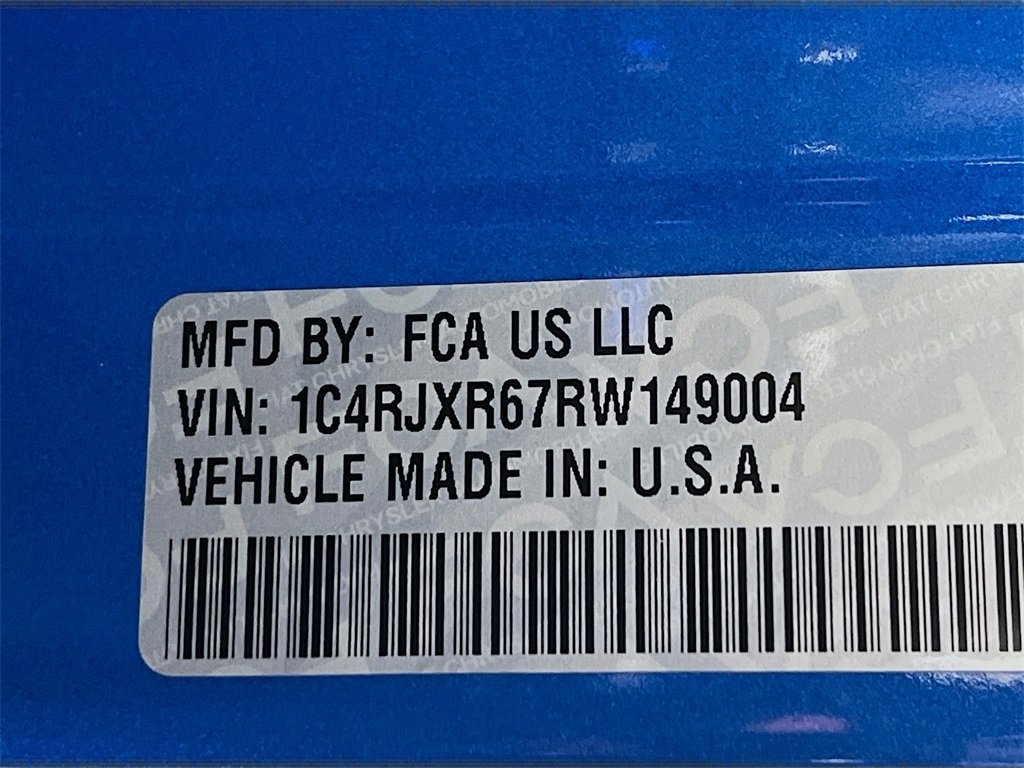 MFD BY: FCA US LLC
VIN: 1C4RJXR67RW149004
VEHICLE MADE IN: U.S.A.